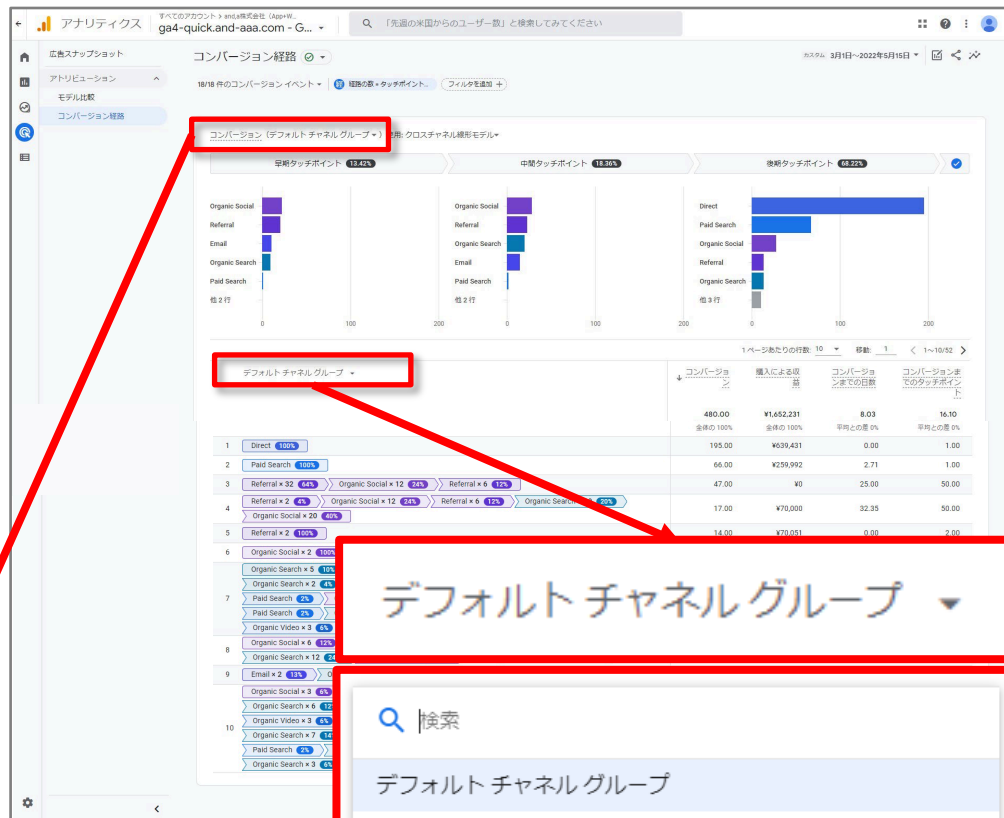 アナリティクス
すべてのアカウント > and,a株式会社 (App+W...
ga4-quick.and-aaa.com - G...
「先週の米国からのユーザー数」と検索してみてください
広告スナップショット
アトリビューション
モデル比較
コンバージョン経路
コンバージョン経路
カスタム 3月1日～2022年5月15日
18/18 件のコンバージョン イベント
経路の数 • タッチポイント...
フィルタを追加 +
コンバージョン (デフォルト チャネル グループ ) 用: クロスチャネル線形モデル
早期タッチポイント 13.42%
中間タッチポイント 18.36%
後期タッチポイント 68.22%
Organic Social
Referral
Email
Organic Search
Paid Search
他 2 行
0 100 200
Organic Social
Referral
Organic Search
Email
Paid Search
他 2 行
0 100 200
Direct
Paid Search
Organic Social
Referral
Organic Search
他 3 行
0 100 200
1 ページあたりの行数: 10 移動: 1 < 1～10/52 >
デフォルト チャネル グループ
↓ コンバージョン
購入による収益
コンバージョンまでの日数
コンバージョンまでのタッチポイント
480.00 ¥1,652,231 8.03 16.10
全体の 100% 全体の 100% 平均との差 0% 平均との差 0%
1 Direct 100% 195.00 ¥639,431 0.00 1.00
2 Paid Search 100% 66.00 ¥259,992 2.71 1.00
3 Referral × 32 64% Organic Social × 12 24% Referral × 6 12% 47.00 ¥0 25.00 50.00
4 Referral × 2 4% Organic Social × 12 24% Referral × 6 12% Organic Search 20%
Organic Social × 20 40% 17.00 ¥70,000 32.35 50.00
5 Referral × 2 100% 14.00 ¥70,051 0.00 2.00
6 Organic Social × 2 100%
7 Organic Search × 5 10%
Organic Search × 2 4%
Paid Search 2%
Paid Search 2%
Organic Video × 3 6%
8 Organic Social × 6 12%
Organic Search × 12
9 Email × 2 13%
10 Organic Social × 3 6%
Organic Search × 6
Organic Video × 3 6%
Organic Search × 7
Paid Search 2%
Organic Search × 3 6%
デフォルト チャネル グループ
検索
デフォルト チャネル グループ